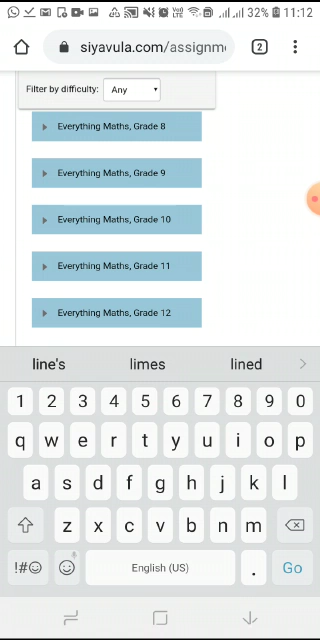 32% 11:12
siyavula.com/assignm
2
Filter by difficulty: Any
Everything Maths, Grade 8
Everything Maths, Grade 9
Everything Maths, Grade 10
Everything Maths, Grade 11
Everything Maths, Grade 12
line's limes lined
1 2 3 4 5 6 7 8 9 0
q w e r t y u i o p
a s d f g h j k l
z x c v b n m
!#☺ English (US) . Go